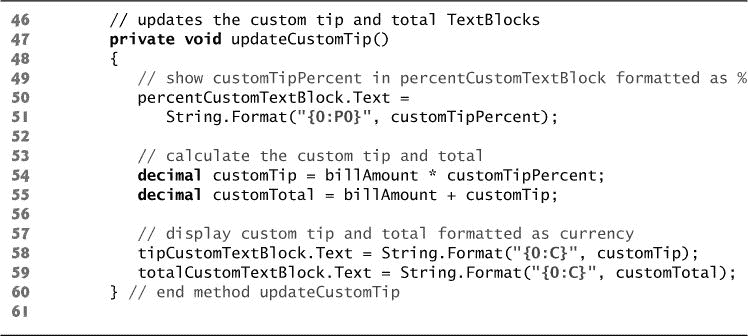 46 // updates the custom tip and total TextBlocks
47 private void updateCustomTip()
48 {
49 // show customTipPercent in percentCustomTextBlock formatted as %
50 percentCustomTextBlock.Text =
51 String.Format("{0:P0}", customTipPercent);
52
53 // calculate the custom tip and total
54 decimal customTip = billAmount * customTipPercent;
55 decimal customTotal = billAmount + customTip;
56
57 // display custom tip and total formatted as currency
58 tipCustomTextBlock.Text = String.Format("{0:C}", customTip);
59 totalCustomTextBlock.Text = String.Format("{0:C}", customTotal);
60 } // end method updateCustomTip
61